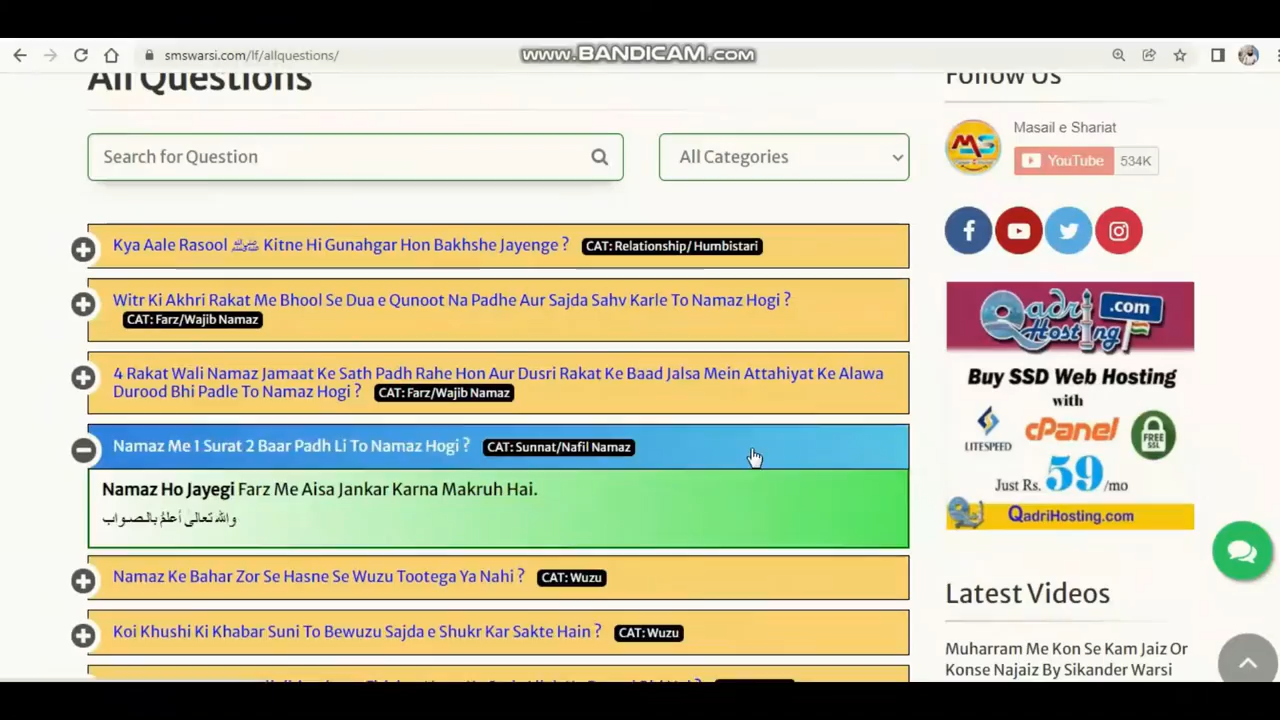 smswarsi.com/lf/allquestions/
WWW.BANDICAM.COM
All Questions
Search for Question
All Categories
Kya Aale Rasool ﷺ Kitne Hi Gunahgar Hon Bakhshe Jayenge ? CAT: Relationship/ Humbistari
Witr Ki Akhri Rakat Me Bhool Se Dua e Qunoot Na Padhe Aur Sajda Sahv Karle To Namaz Hogi ?
CAT: Farz/Wajib Namaz
4 Rakat Wali Namaz Jamaat Ke Sath Padh Rahe Hon Aur Dusri Rakat Ke Baad Jalsa Mein Attahiyat Ke Alawa
Durood Bhi Padle To Namaz Hogi ? CAT: Farz/Wajib Namaz
Namaz Me 1 Surat 2 Baar Padh Li To Namaz Hogi ? CAT: Sunnat/Nafil Namaz
Namaz Ho Jayegi Farz Me Aisa Jankar Karna Makruh Hai.
واللہ تعالیٰ أعلمُ بالـصـواب
Namaz Ke Bahar Zor Se Hasne Se Wuzu Tootega Ya Nahi ? CAT: Wuzu
Koi Khushi Ki Khabar Suni To Bewuzu Sajda e Shukr Kar Sakte Hain ? CAT: Wuzu
Follow Us
MS
Masail e Shariat
YouTube 534K
Qadri .com
Hosting
Buy SSD Web Hosting
with
LITESPEED cPanel FREE SSL
Just Rs. 59/mo
QadriHosting.com
Latest Videos
Muharram Me Kon Se Kam Jaiz Or
Konse Najaiz By Sikander Warsi